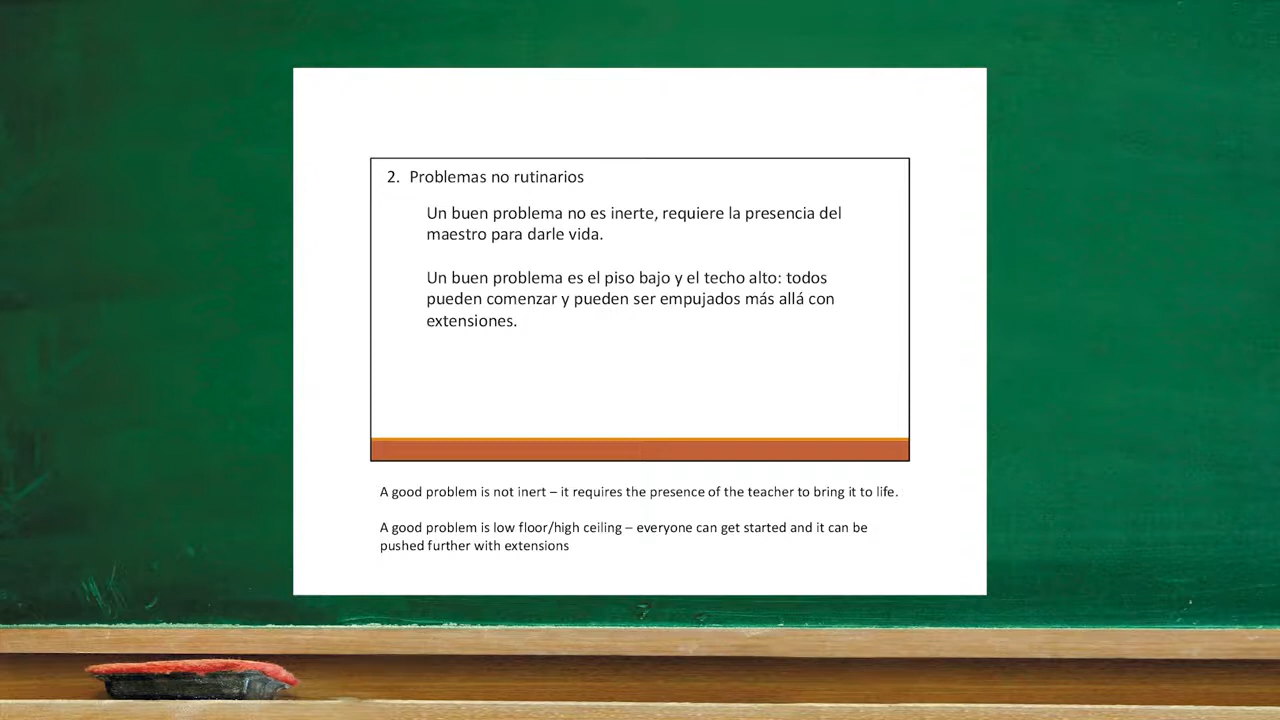 2. Problemas no rutinarios
Un buen problema no es inerte, requiere la presencia del
maestro para darle vida.
Un buen problema es el piso bajo y el techo alto: todos
pueden comenzar y pueden ser empujados más allá con
extensiones.
A good problem is not inert – it requires the presence of the teacher to bring it to life.
A good problem is low floor/high ceiling – everyone can get started and it can be
pushed further with extensions